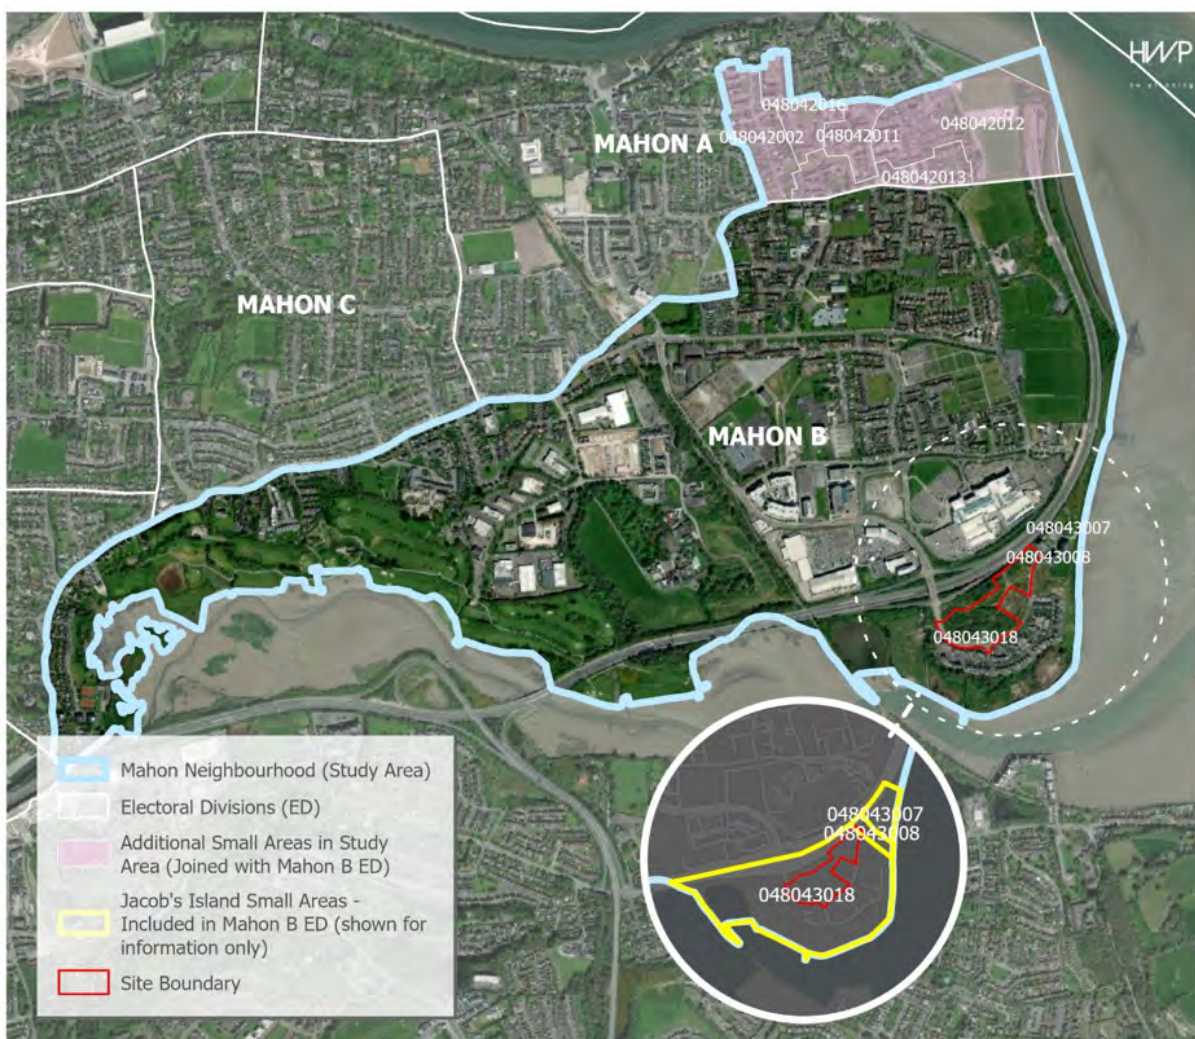 HWP
048042016
048042002
048042011
048042012
MAHON A
048042013
MAHON C
MAHON B
048043007
048043008
048043018
Mahon Neighbourhood (Study Area)
Electoral Divisions (ED)
Additional Small Areas in Study
Area (Joined with Mahon B ED)
Jacob's Island Small Areas -
Included in Mahon B ED (shown for
information only)
Site Boundary
048043007
048043008
048043018